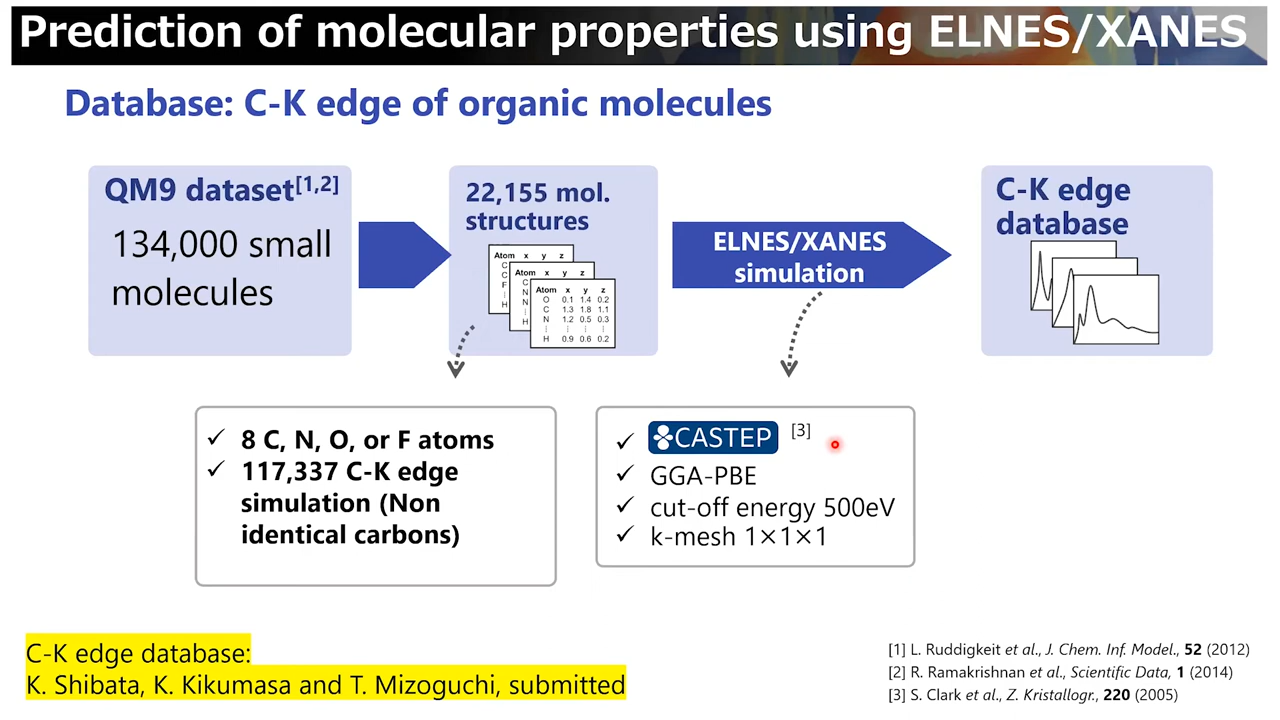 Prediction of molecular properties using ELNES/XANES
Database: C-K edge of organic molecules
QM9 dataset[1,2]
134,000 small
molecules
22,155 mol.
structures
Atom x y z
C
C
F
H
Atom x y z
C
N
N
H
Atom x y z
O 0.1 1.4 0.2
C 1.3 1.8 1.1
N 1.2 0.5 0.3
H 0.9 0.6 0.2
ELNES/XANES
simulation
C-K edge
database
✓ 8 C, N, O, or F atoms
✓ 117,337 C-K edge
simulation (Non
identical carbons)
✓ CASTEP [3]
✓ GGA-PBE
✓ cut-off energy 500eV
✓ k-mesh 1×1×1
C-K edge database:
K. Shibata, K. Kikumasa and T. Mizoguchi, submitted
[1] L. Ruddigkeit et al., J. Chem. Inf. Model., 52 (2012)
[2] R. Ramakrishnan et al., Scientific Data, 1 (2014)
[3] S. Clark et al., Z. Kristallogr., 220 (2005)